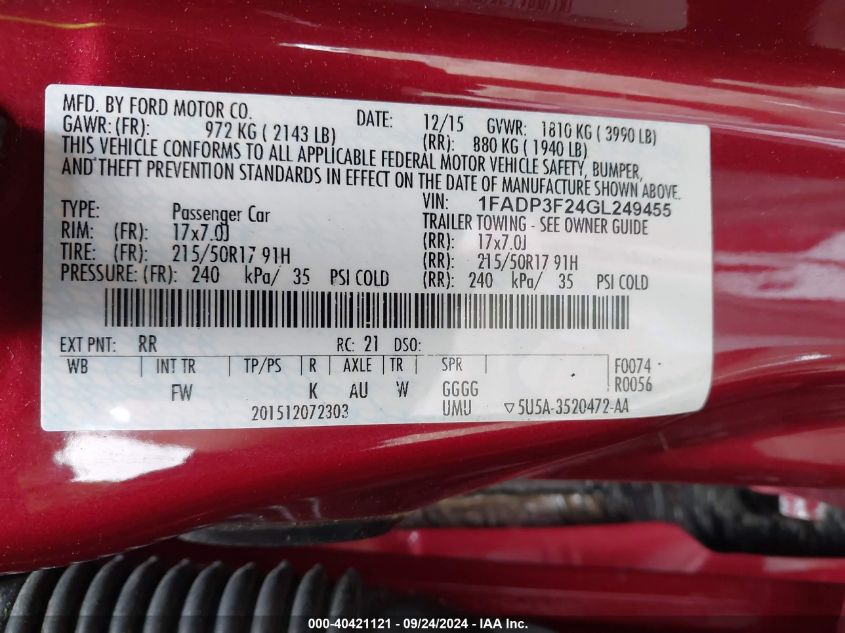 MFD. BY FORD MOTOR CO. DATE: 12/15 GVWR: 1810 KG ( 3990 LB)
GAWR: (FR): 972 KG ( 2143 LB) (RR): 880 KG ( 1940 LB)
THIS VEHICLE CONFORMS TO ALL APPLICABLE FEDERAL MOTOR VEHICLE SAFETY, BUMPER,
AND THEFT PREVENTION STANDARDS IN EFFECT ON THE DATE OF MANUFACTURE SHOWN ABOVE.
VIN: 1FADP3F24GL249455
TYPE: Passenger Car TRAILER TOWING - SEE OWNER GUIDE
RIM: (FR): 17x7.0J (RR): 17x7.0J
TIRE: (FR): 215/50R17 91H (RR): 215/50R17 91H
PRESSURE: (FR): 240 kPa/ 35 PSI COLD (RR): 240 kPa/ 35 PSI COLD
EXT PNT: RR RC: 21 DSO:
WB INT TR TP/PS R AXLE TR SPR F0074
FW K AU W GGGG R0056
201512072303 UMU ▽5U5A-3520472-AA
000-40421121 - 09/24/2024 - IAA Inc.